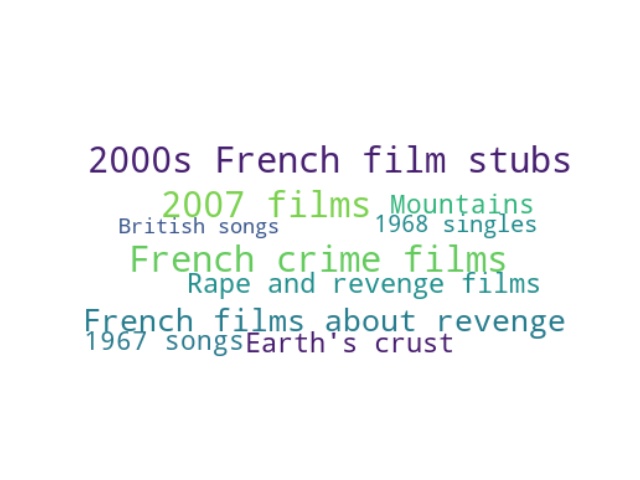 2000s French film stubs
2007 films
Mountains
British songs
1968 singles
French crime films
Rape and revenge films
French films about revenge
1967 songs
Earth's crust